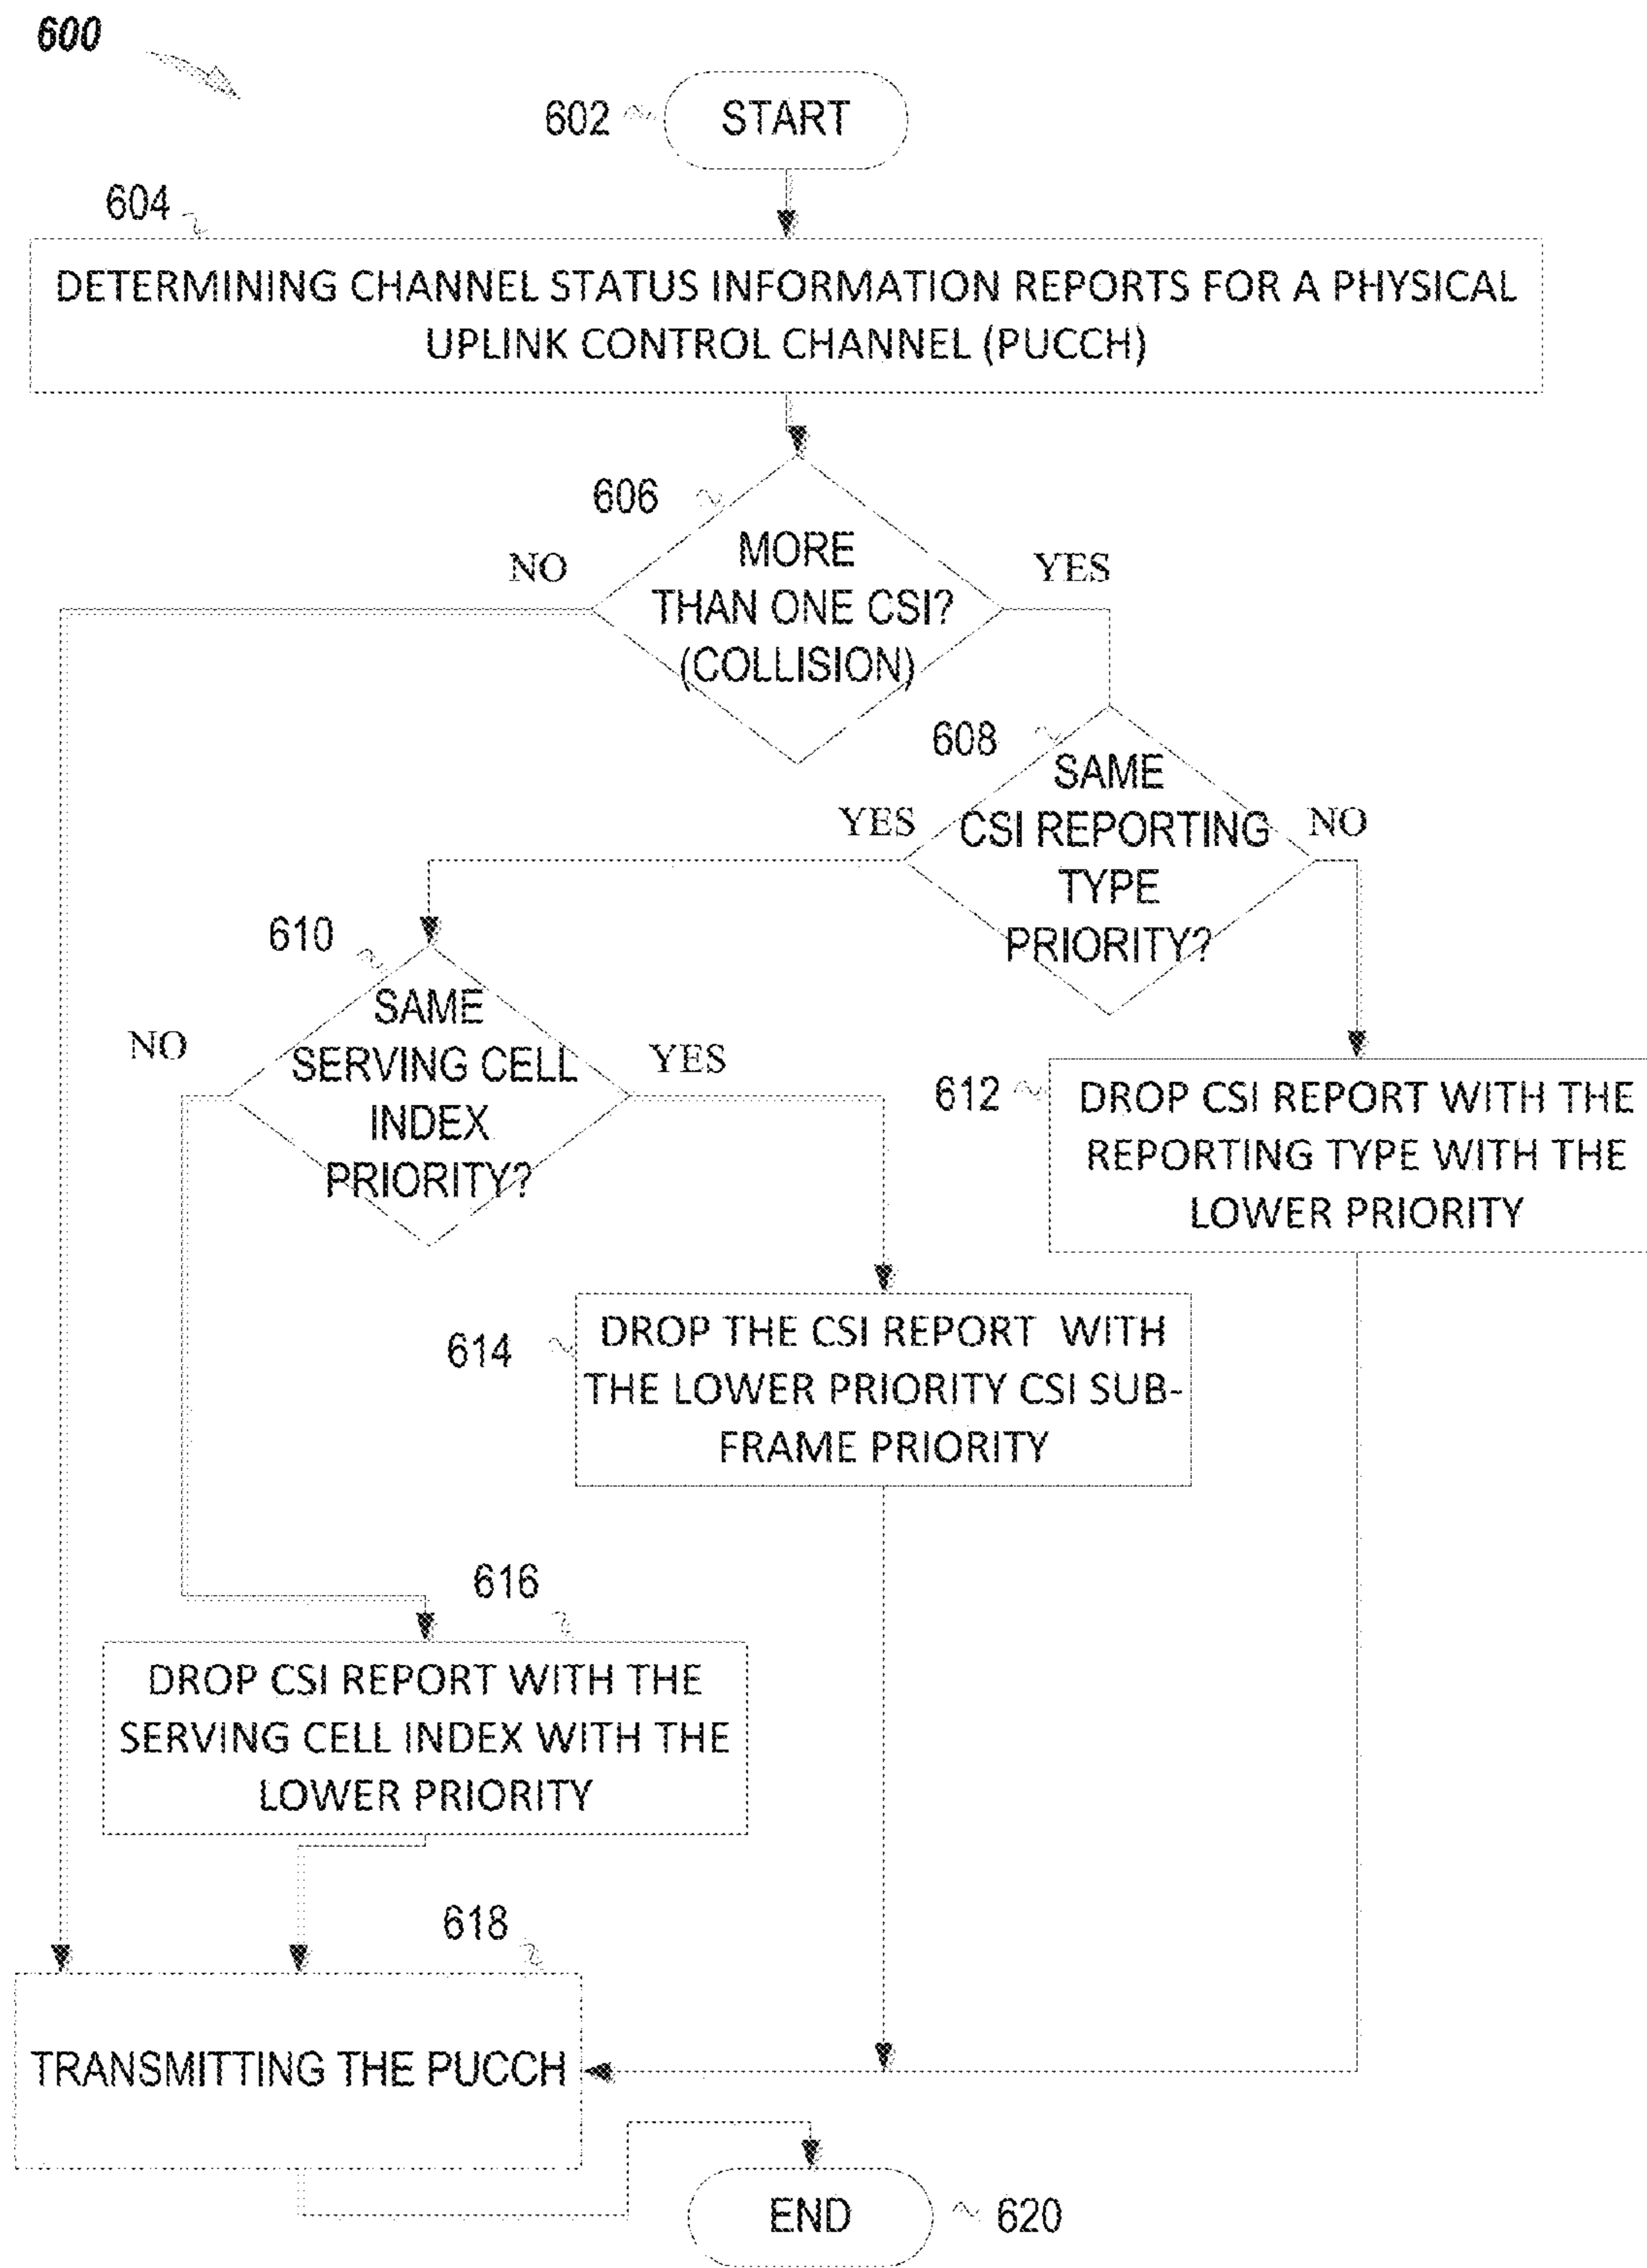 600
602
START
604
DETERMINING CHANNEL STATUS INFORMATION REPORTS FOR A PHYSICAL
UPLINK CONTROL CHANNEL (PUCCH)
606
NO
YES
MORE
THAN ONE CSI?
(COLLISION)
608
YES
NO
SAME
CSI REPORTING
TYPE
PRIORITY?
610
NO
YES
SAME
SERVING CELL
INDEX
PRIORITY?
612
DROP CSI REPORT WITH THE
REPORTING TYPE WITH THE
LOWER PRIORITY
614
DROP THE CSI REPORT WITH
THE LOWER PRIORITY CSI SUB-
FRAME PRIORITY
616
DROP CSI REPORT WITH THE
SERVING CELL INDEX WITH THE
LOWER PRIORITY
618
TRANSMITTING THE PUCCH
END
620